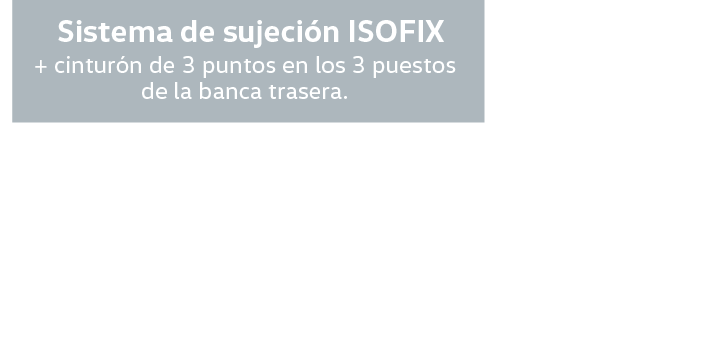 Sistema de sujeción ISOFIX
+ cinturón de 3 puntos en los 3 puestos
de la banca trasera.